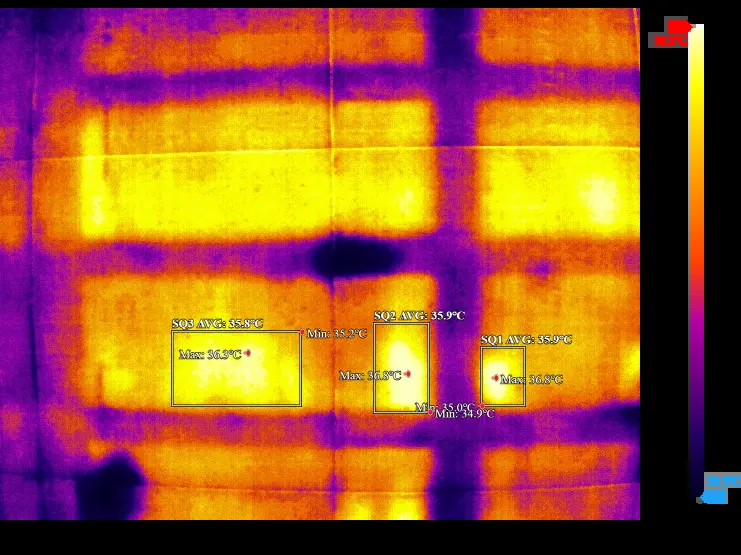 SQ2 AVG: 35.9°C
SQ3 AVG: 35.8°C
Min: 35.2°C
SQ1 AVG: 35.9°C
Max: 36.3°C
Max: 36.8°C
Max: 36.8°C
Min: 35.0°C
Min: 34.9°C